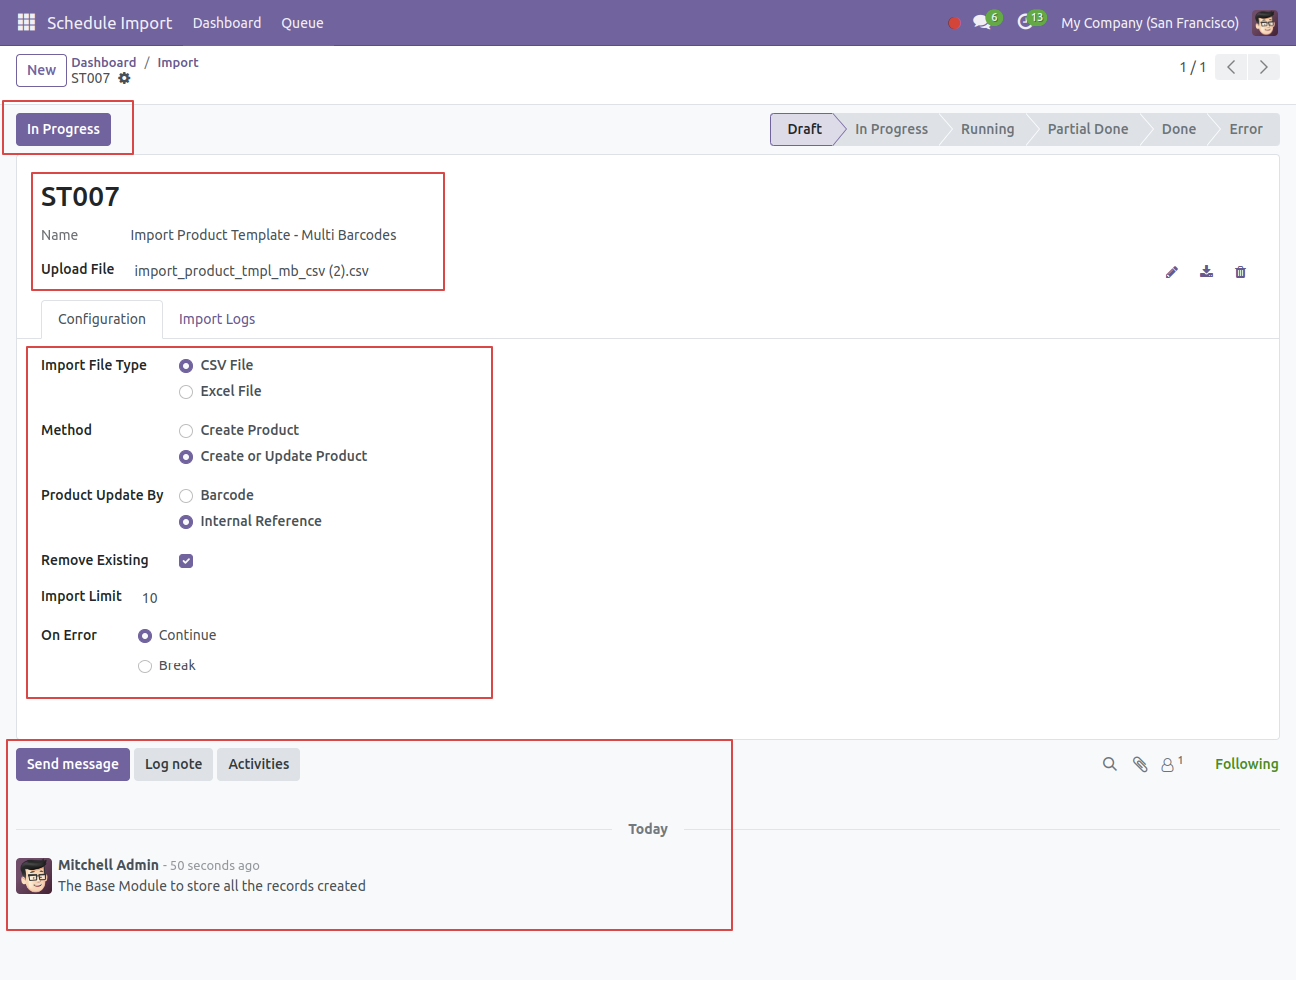 Schedule Import Dashboard Queue 6 13 My Company (San Francisco)
New Dashboard / Import
ST007
1 / 1
In Progress
Draft In Progress Running Partial Done Done Error
ST007
Name Import Product Template - Multi Barcodes
Upload File import_product_tmpl_mb_csv (2).csv
Configuration Import Logs
Import File Type CSV File
Excel File
Method Create Product
Create or Update Product
Product Update By Barcode
Internal Reference
Remove Existing
Import Limit 10
On Error Continue
Break
Send message Log note Activities 1 Following
Today
Mitchell Admin - 50 seconds ago
The Base Module to store all the records created